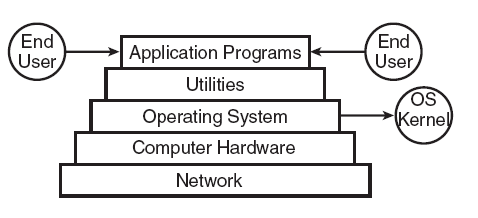 End
User
Application Programs
End
User
Utilities
Operating System
OS
Kernel
Computer Hardware
Network